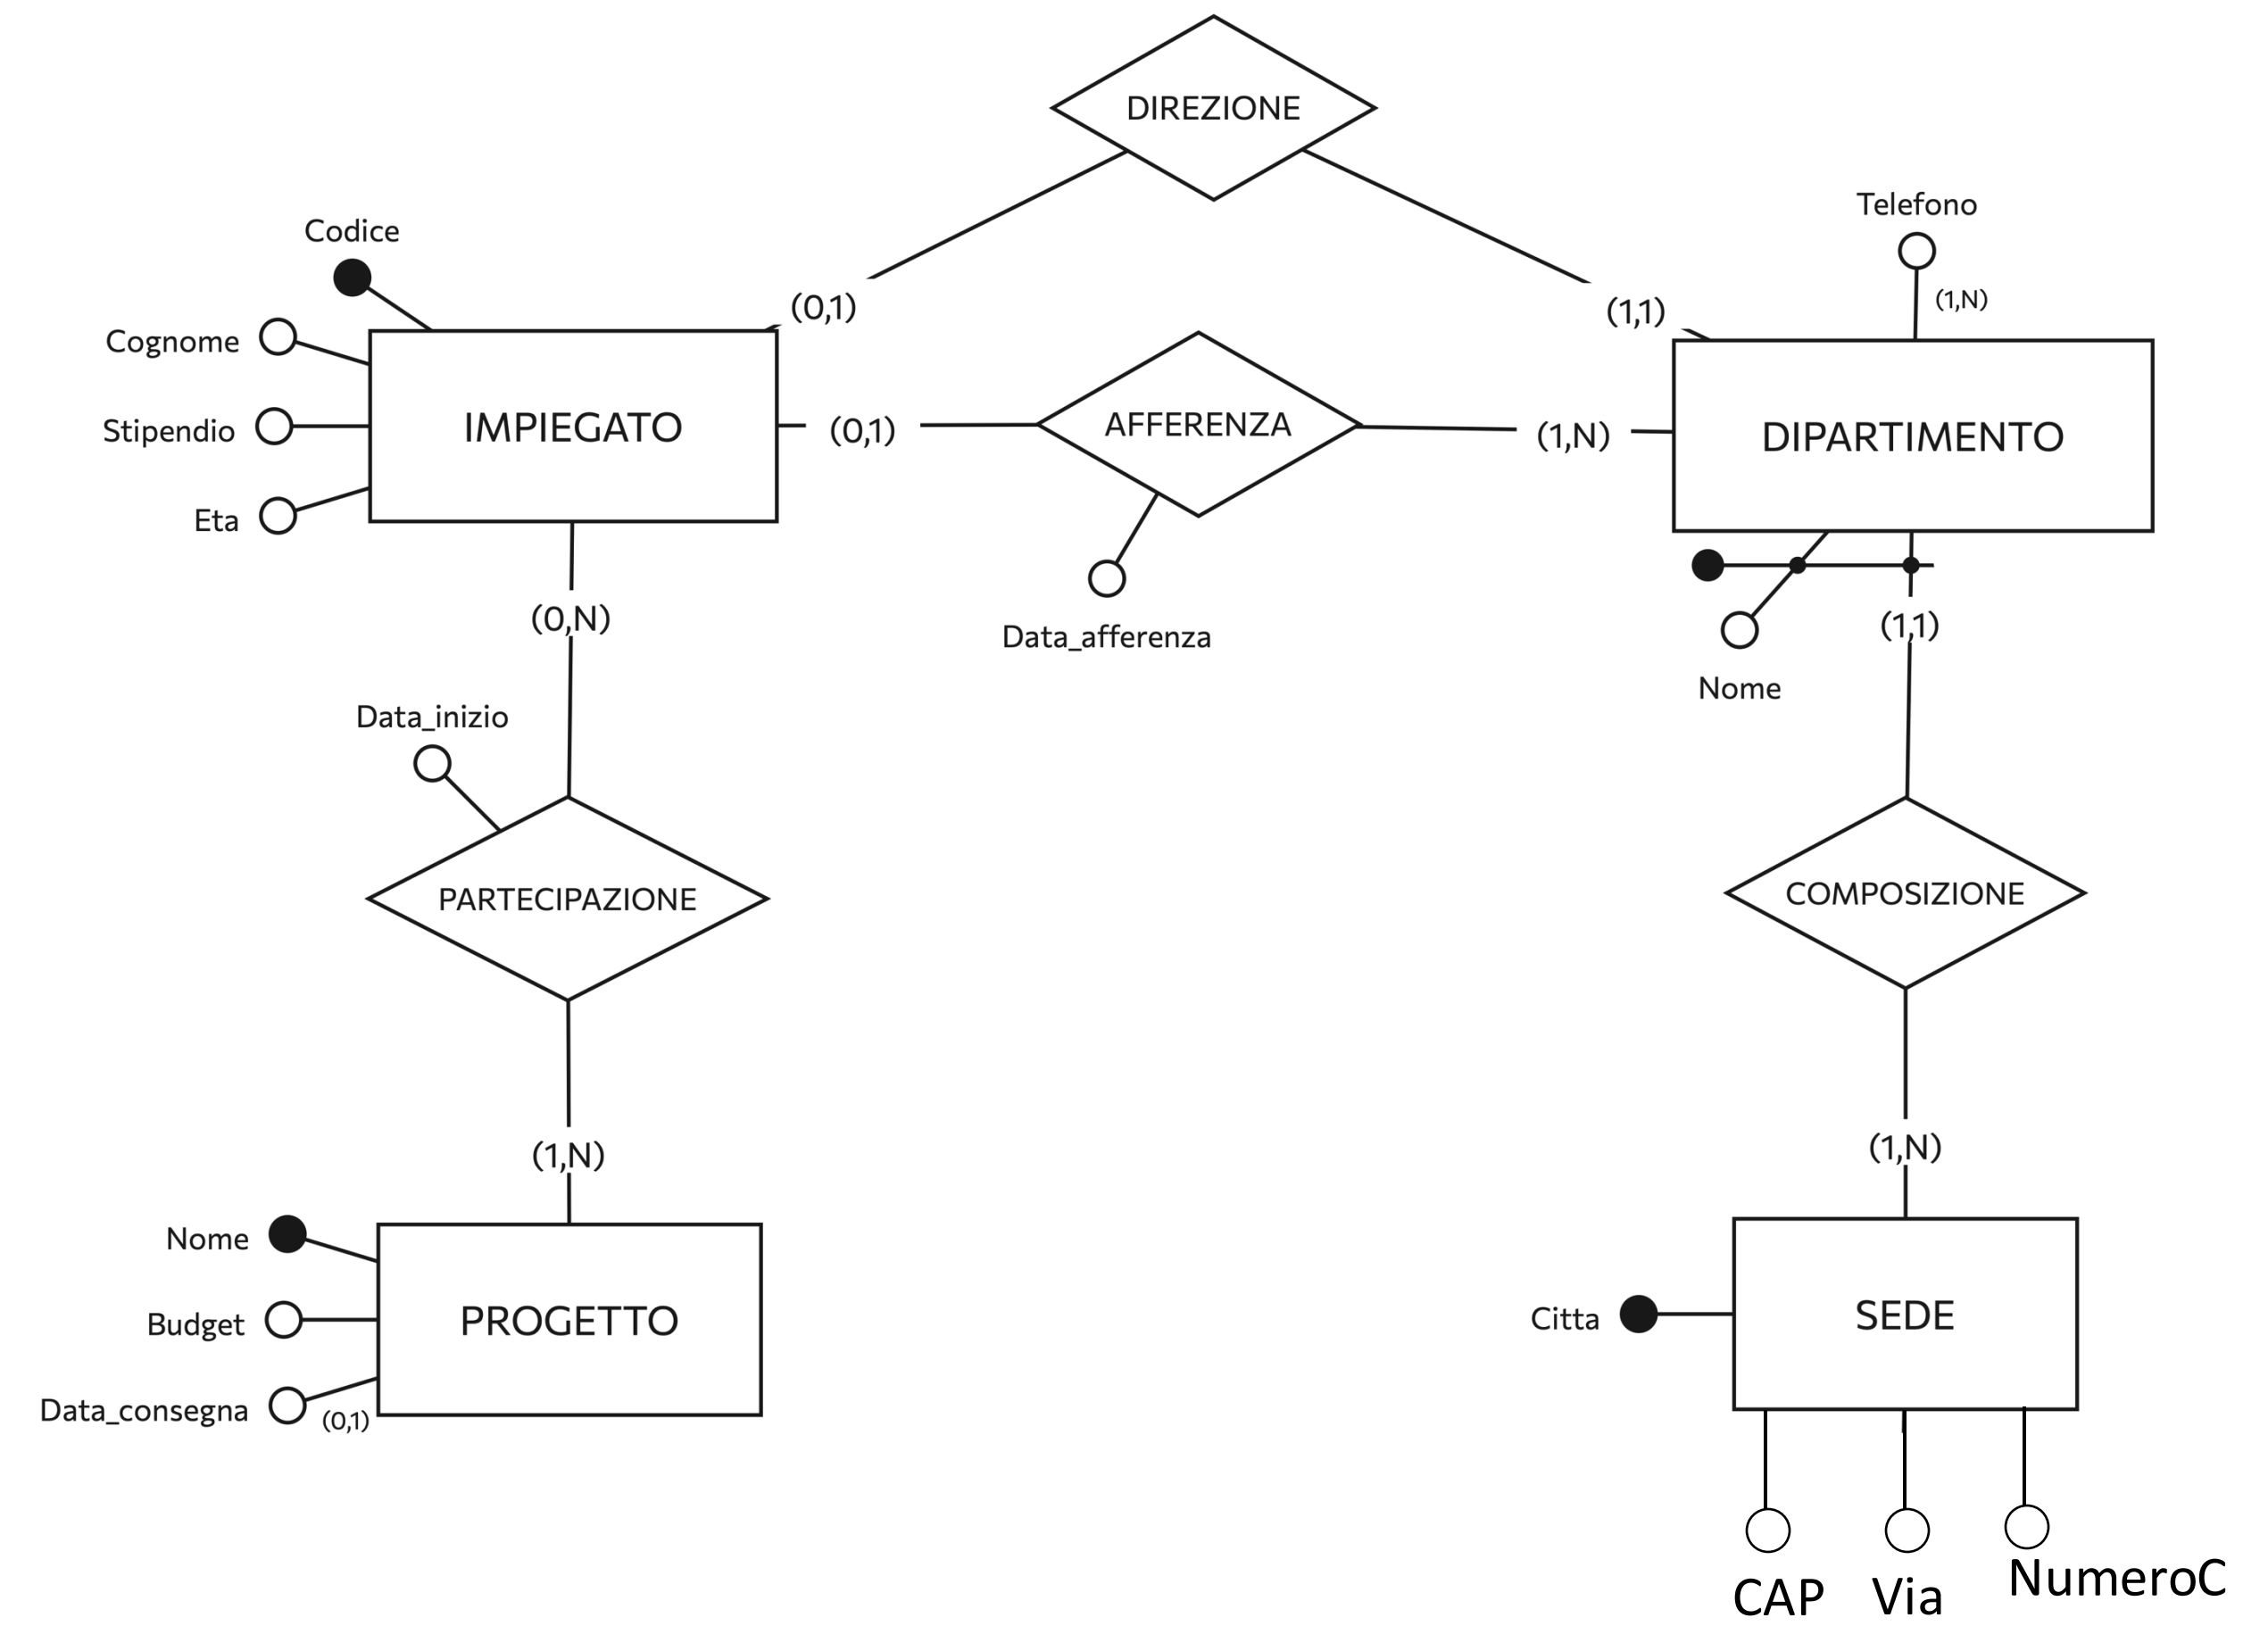 DIREZIONE
Telefono
Codice
(1,N)
(0,1)
(1,1)
Cognome
IMPIEGATO
AFFERENZA
DIPARTIMENTO
Stipendio
(0,1)
(1,N)
Eta
(0,N)
(1,1)
Data_afferenza
Nome
Data_inizio
PARTECIPAZIONE
COMPOSIZIONE
(1,N)
(1,N)
Nome
Budget
PROGETTO
Citta
SEDE
Data_consegna
(0,1)
CAP
Via
NumeroC